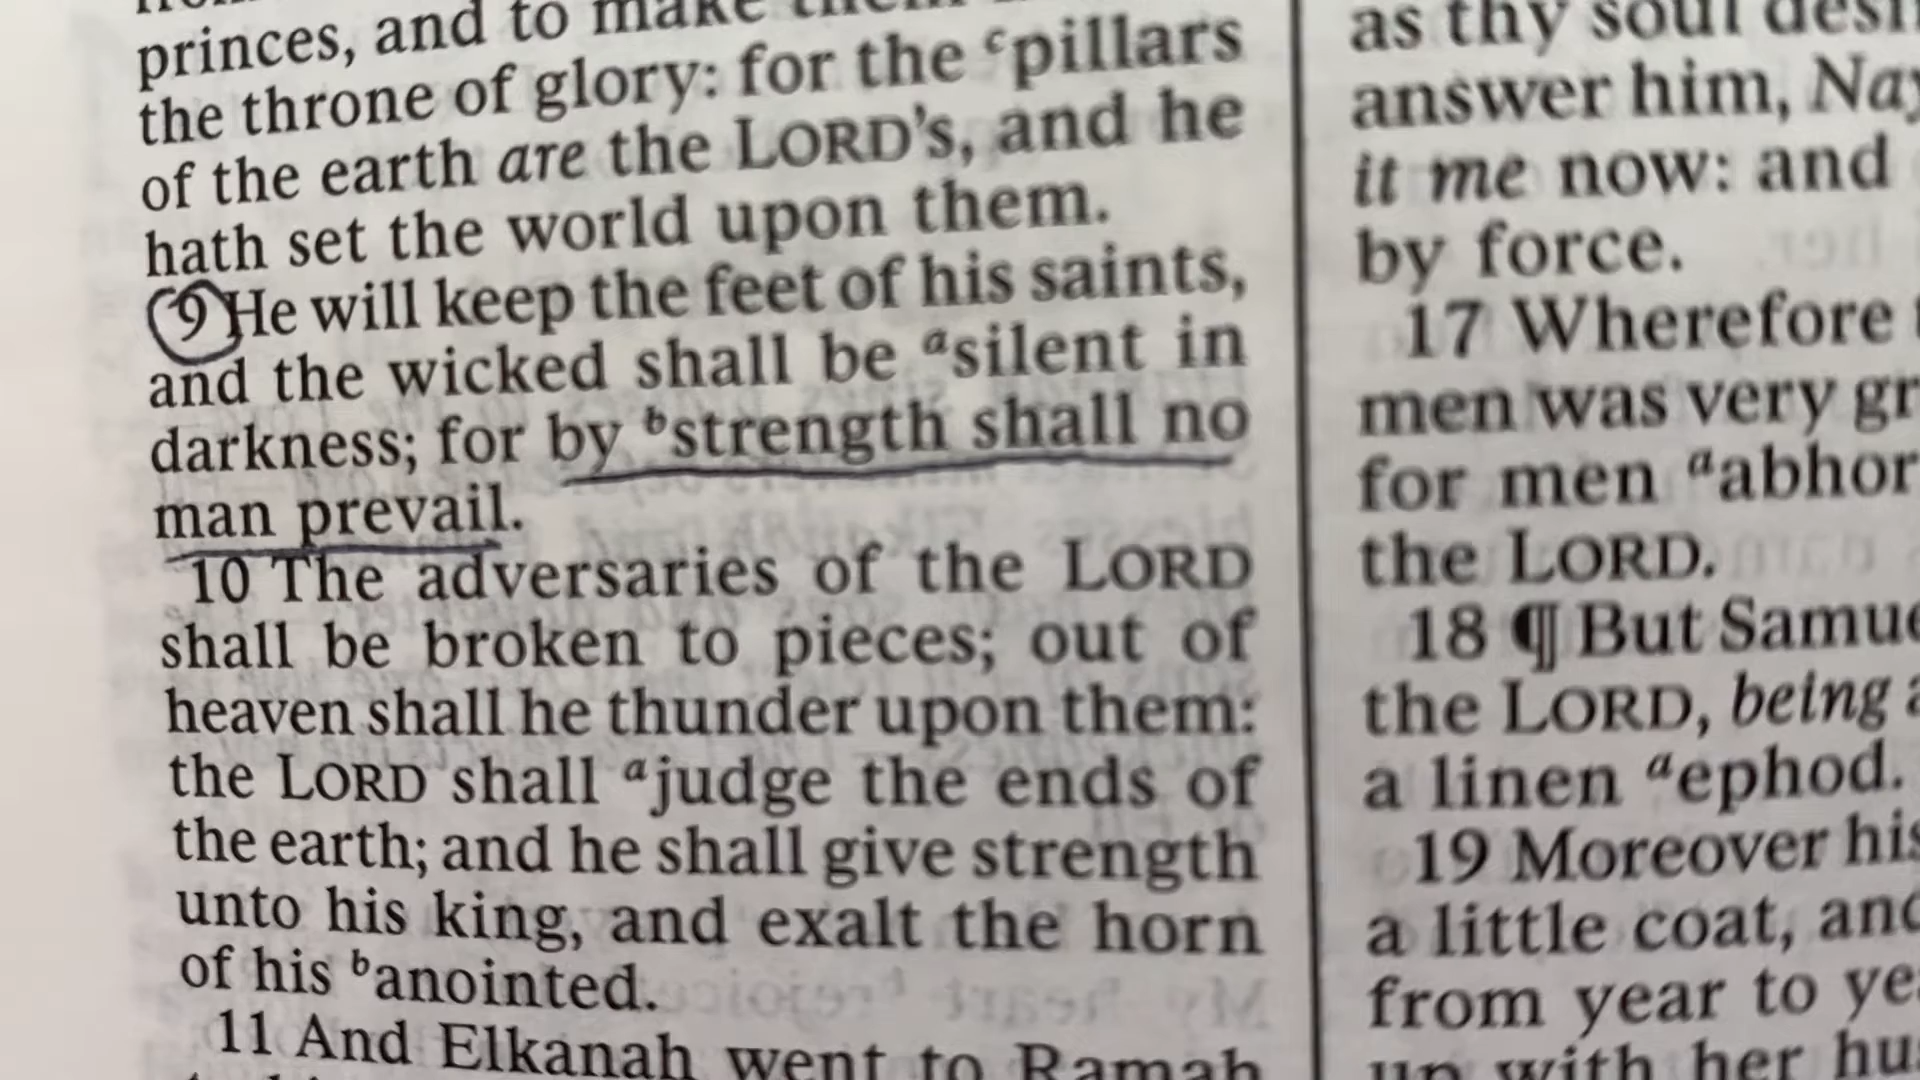 princes, and to make them
the throne of glory: for the ᶜpillars
of the earth are the LORD's, and he
hath set the world upon them.
9 He will keep the feet of his saints,
and the wicked shall be ᵃsilent in
darkness; for by ᵇstrength shall no
man prevail.
10 The adversaries of the LORD
shall be broken to pieces; out of
heaven shall he thunder upon them:
the LORD shall ᵃjudge the ends of
the earth; and he shall give strength
unto his king, and exalt the horn
of his ᵇanointed.
11 And Elkanah went to Ramah
as thy soul
answer him, Nay
it me now: and
by force.
17 Wherefore
men was very
for men ᵃabhor
the LORD.
18 ¶ But
the LORD, being
a linen ᵃephod.
19 Moreover his
a little coat, and
from year to
up with her